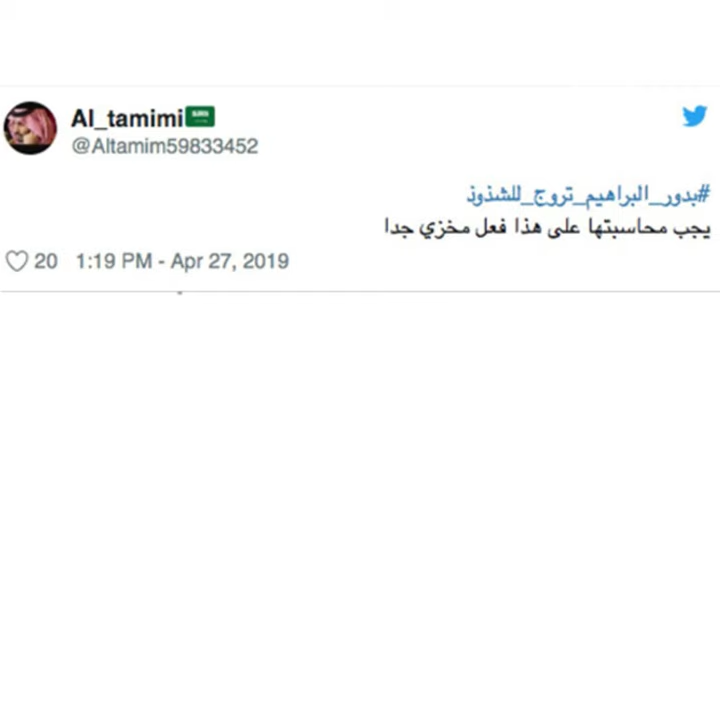 Al_tamimi
@Altamim59833452
#بدور_البراهيم_تروج_للشذوذ
يجب محاسبتها على هذا فعل مخزي جدا
20 1:19 PM - Apr 27, 2019